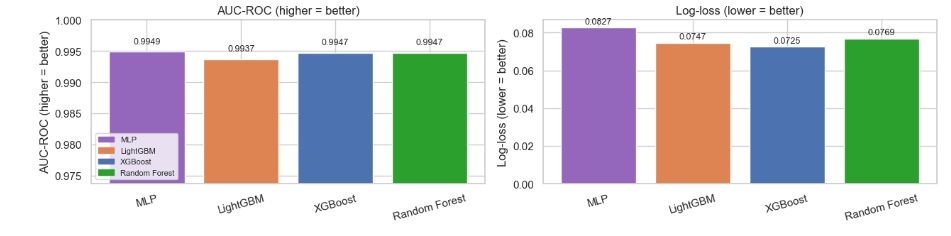 AUC-ROC (higher = better)
AUC-ROC (higher = better)
1.000
0.995
0.990
0.985
0.980
0.975
0.9949
0.9937
0.9947
0.9947
MLP
LightGBM
XGBoost
Random Forest
MLP
LightGBM
XGBoost
Random Forest
Log-loss (lower = better)
Log-loss (lower = better)
0.08
0.06
0.04
0.02
0.00
0.0827
0.0747
0.0725
0.0769
MLP
LightGBM
XGBoost
Random Forest